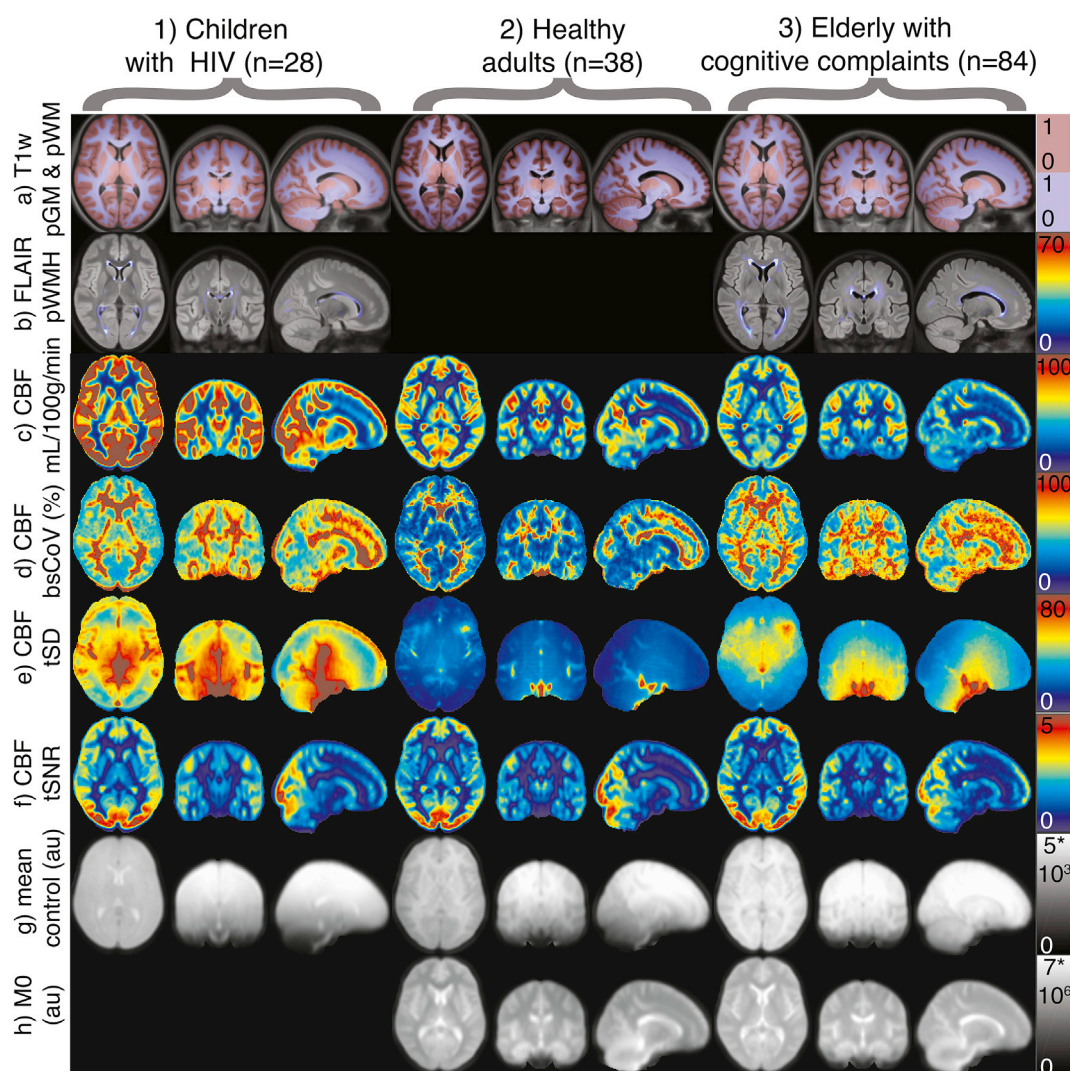 1) Children
with HIV (n=28)
2) Healthy
adults (n=38)
3) Elderly with
cognitive complaints (n=84)
a) T1w
pGM & pWM
1
0
1
0
b) FLAIR
pWMH
70
0
c) CBF
mL/100g/min
100
0
d) CBF
bsCoV (%)
100
0
e) CBF
tSD
80
0
f) CBF
tSNR
5
0
g) mean
control (au)
5*
10³
0
h) M0
(au)
7*
10⁶
0